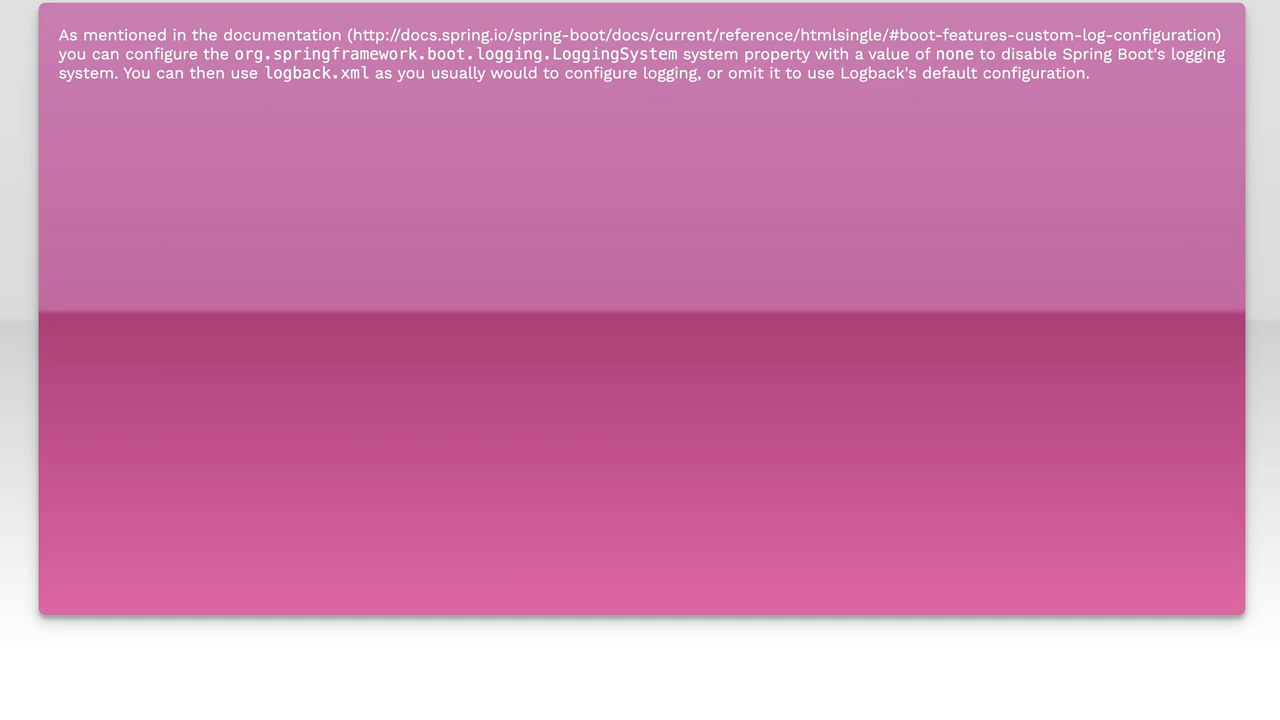 As mentioned in the documentation (http://docs.spring.io/spring-boot/docs/current/reference/htmlsingle/#boot-features-custom-log-configuration)
you can configure the org.springframework.boot.logging.LoggingSystem system property with a value of none to disable Spring Boot's logging
system. You can then use logback.xml as you usually would to configure logging, or omit it to use Logback's default configuration.